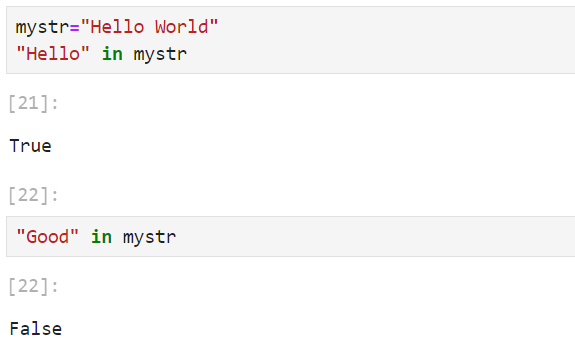 mystr="Hello World"
"Hello" in mystr
[21]:
True
[22]:
"Good" in mystr
[22]:
False